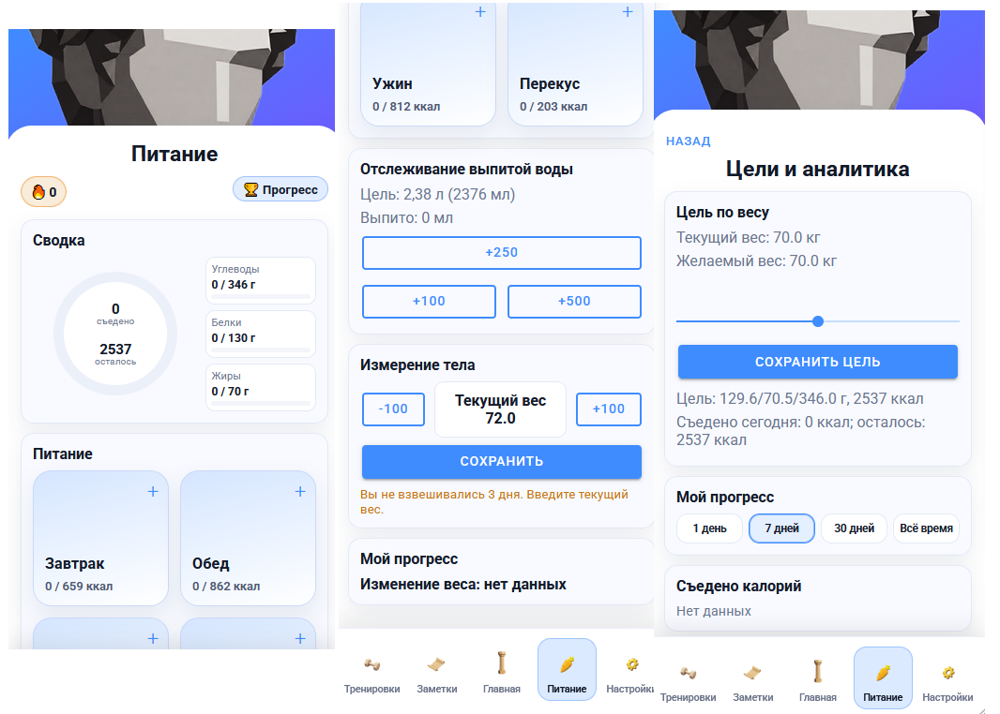 Питание
0
Прогресс
Сводка
0
съедено
2537
осталось
Углеводы
0 / 346 г
Белки
0 / 130 г
Жиры
0 / 70 г
Питание
+
Завтрак
0 / 659 ккал
+
Обед
0 / 862 ккал
+
+
+
Ужин
0 / 812 ккал
+
Перекус
0 / 203 ккал
Отслеживание выпитой воды
Цель: 2,38 л (2376 мл)
Выпито: 0 мл
+250
+100
+500
Измерение тела
-100
Текущий вес
72.0
+100
СОХРАНИТЬ
Вы не взвешивались 3 дня. Введите текущий
вес.
Мой прогресс
Изменение веса: нет данных
Тренировки
Заметки
Главная
Питание
Настройки
НАЗАД
Цели и аналитика
Цель по весу
Текущий вес: 70.0 кг
Желаемый вес: 70.0 кг
СОХРАНИТЬ ЦЕЛЬ
Цель: 129.6/70.5/346.0 г, 2537 ккал
Съедено сегодня: 0 ккал; осталось:
2537 ккал
Мой прогресс
1 день
7 дней
30 дней
Всё время
Съедено калорий
Нет данных
Тренировки
Заметки
Главная
Питание
Настройки